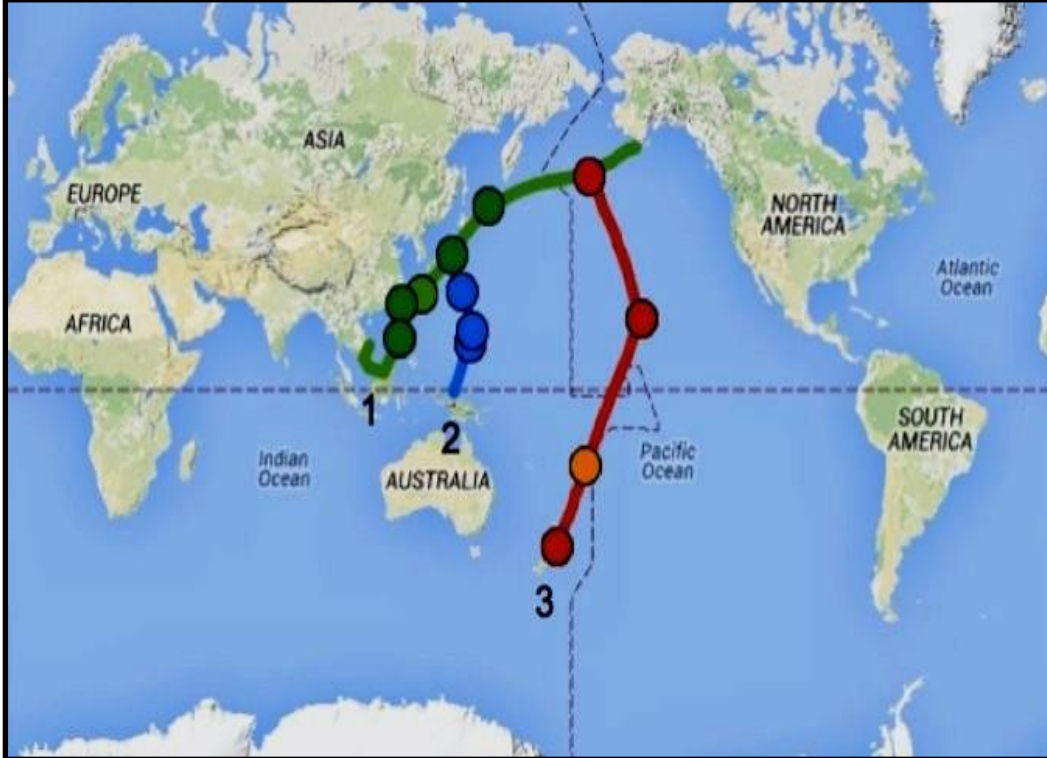 ASIA
EUROPE
NORTH
AMERICA
Atlantic
Ocean
AFRICA
1
2
SOUTH
AMERICA
Indian
Ocean
AUSTRALIA
Pacific
Ocean
3